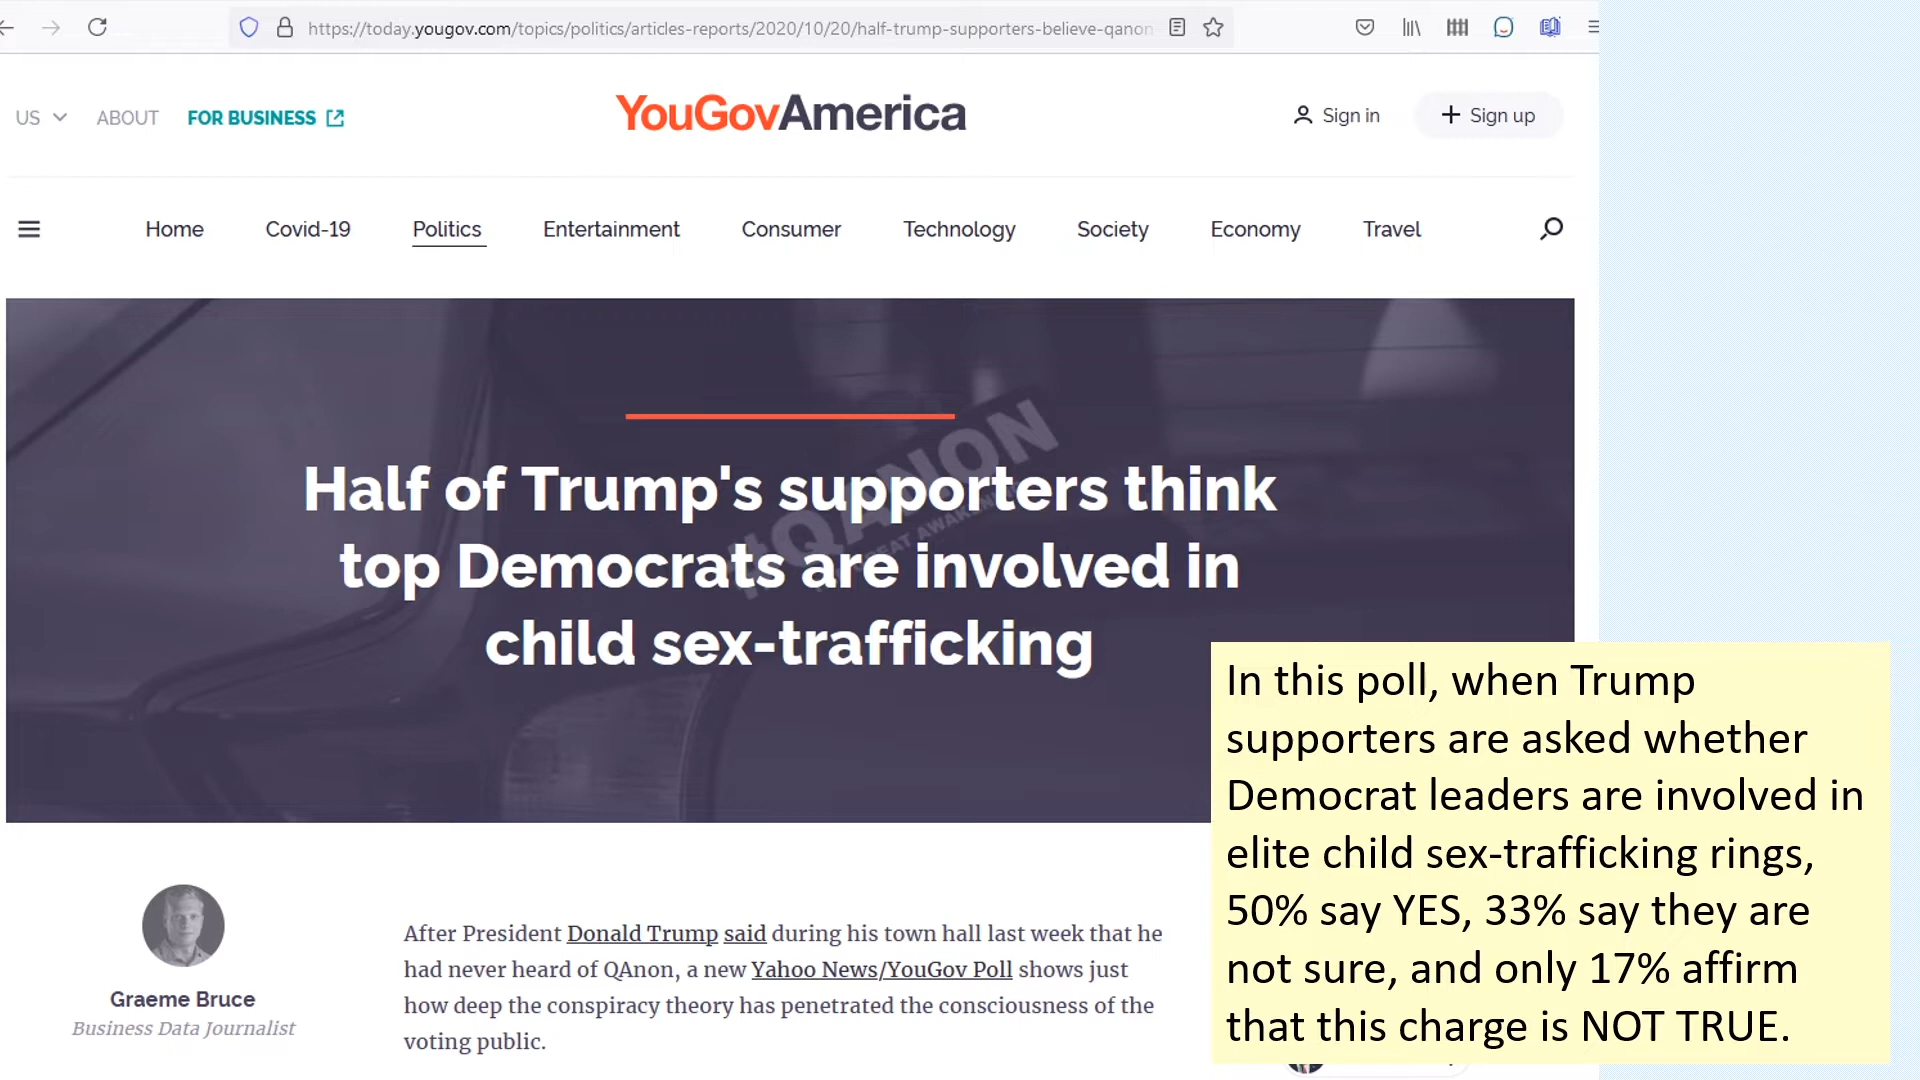 https://today.yougov.com/topics/politics/articles-reports/2020/10/20/half-trump-supporters-believe-qanon
US ABOUT FOR BUSINESS YouGovAmerica Sign in + Sign up
Home Covid-19 Politics Entertainment Consumer Technology Society Economy Travel
#QANON
Half of Trump's supporters think
top Democrats are involved in
child sex-trafficking
After President Donald Trump said during his town hall last week that he
had never heard of QAnon, a new Yahoo News/YouGov Poll shows just
how deep the conspiracy theory has penetrated the consciousness of the
voting public.
Graeme Bruce
Business Data Journalist
In this poll, when Trump
supporters are asked whether
Democrat leaders are involved in
elite child sex-trafficking rings,
50% say YES, 33% say they are
not sure, and only 17% affirm
that this charge is NOT TRUE.